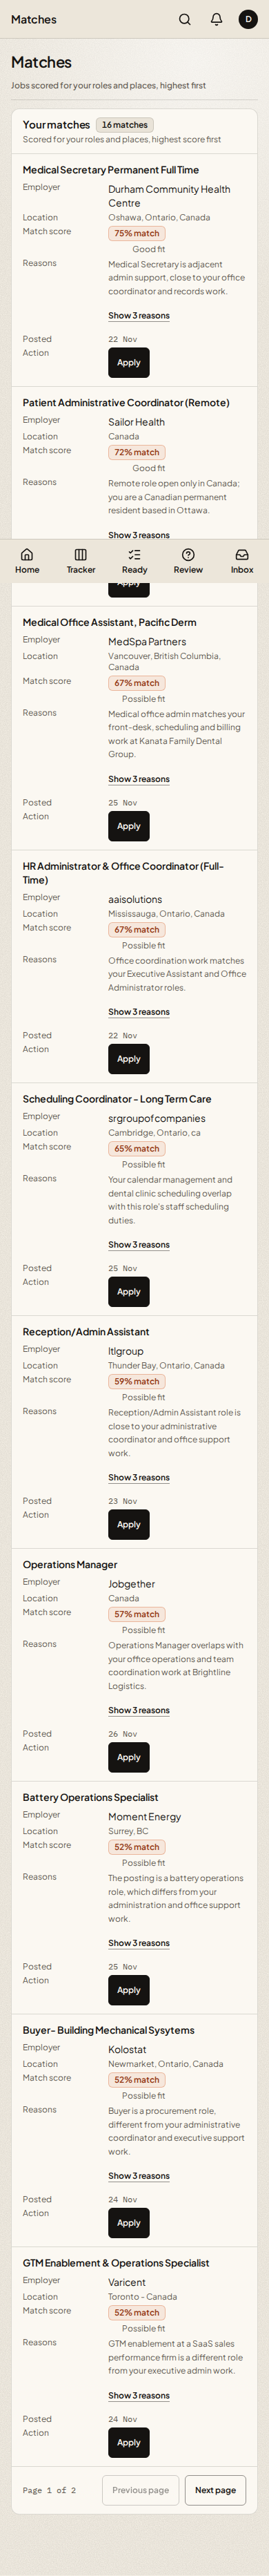 Matches
D
Matches
Jobs scored for your roles and places, highest first
Your matches 16 matches
Scored for your roles and places, highest score first
Medical Secretary Permanent Full Time
Employer
Durham Community Health
Centre
Location
Oshawa, Ontario, Canada
Match score
75% match
Good fit
Reasons
Medical Secretary is adjacent
admin support, close to your office
coordinator and records work.
Show 3 reasons
Posted
22 Nov
Action
Apply
Patient Administrative Coordinator (Remote)
Employer
Sailor Health
Location
Canada
Match score
72% match
Good fit
Reasons
Remote role open only in Canada;
you are a Canadian permanent
resident based in Ottawa.
Show 3 reasons
Home
Tracker
Ready
Review
Inbox
Apply
Medical Office Assistant, Pacific Derm
Employer
MedSpa Partners
Location
Vancouver, British Columbia,
Canada
Match score
67% match
Possible fit
Reasons
Medical office admin matches your
front-desk, scheduling and billing
work at Kanata Family Dental
Group.
Show 3 reasons
Posted
25 Nov
Action
Apply
HR Administrator & Office Coordinator (Full-
Time)
Employer
aaisolutions
Location
Mississauga, Ontario, Canada
Match score
67% match
Possible fit
Reasons
Office coordination work matches
your Executive Assistant and Office
Administrator roles.
Show 3 reasons
Posted
22 Nov
Action
Apply
Scheduling Coordinator - Long Term Care
Employer
srgroupofcompanies
Location
Cambridge, Ontario, ca
Match score
65% match
Possible fit
Reasons
Your calendar management and
dental clinic scheduling overlap
with this role's staff scheduling
duties.
Show 3 reasons
Posted
25 Nov
Action
Apply
Reception/Admin Assistant
Employer
ltlgroup
Location
Thunder Bay, Ontario, Canada
Match score
59% match
Possible fit
Reasons
Reception/Admin Assistant role is
close to your administrative
coordinator and office support
work.
Show 3 reasons
Posted
23 Nov
Action
Apply
Operations Manager
Employer
Jobgether
Location
Canada
Match score
57% match
Possible fit
Reasons
Operations Manager overlaps with
your office operations and team
coordination work at Brightline
Logistics.
Show 3 reasons
Posted
26 Nov
Action
Apply
Battery Operations Specialist
Employer
Moment Energy
Location
Surrey, BC
Match score
52% match
Possible fit
Reasons
The posting is a battery operations
role, which differs from your
administration and office support
work.
Show 3 reasons
Posted
25 Nov
Action
Apply
Buyer- Building Mechanical Sysytems
Employer
Kolostat
Location
Newmarket, Ontario, Canada
Match score
52% match
Possible fit
Reasons
Buyer is a procurement role,
different from your administrative
coordinator and executive support
work.
Show 3 reasons
Posted
24 Nov
Action
Apply
GTM Enablement & Operations Specialist
Employer
Varicent
Location
Toronto - Canada
Match score
52% match
Possible fit
Reasons
GTM enablement at a SaaS sales
performance firm is a different role
from your executive admin work.
Show 3 reasons
Posted
24 Nov
Action
Apply
Page 1 of 2
Previous page
Next page